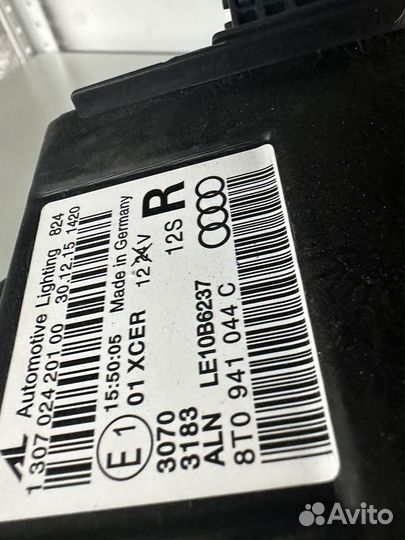 AL Automotive Lighting 824
1 307 024 201 00 30.12.15 1420
15:50:05 Made in Germany
E1 01 XCER 12 V R
12S
3070
3183
ALN LE10B6237
8T0 941 044 C
Avito